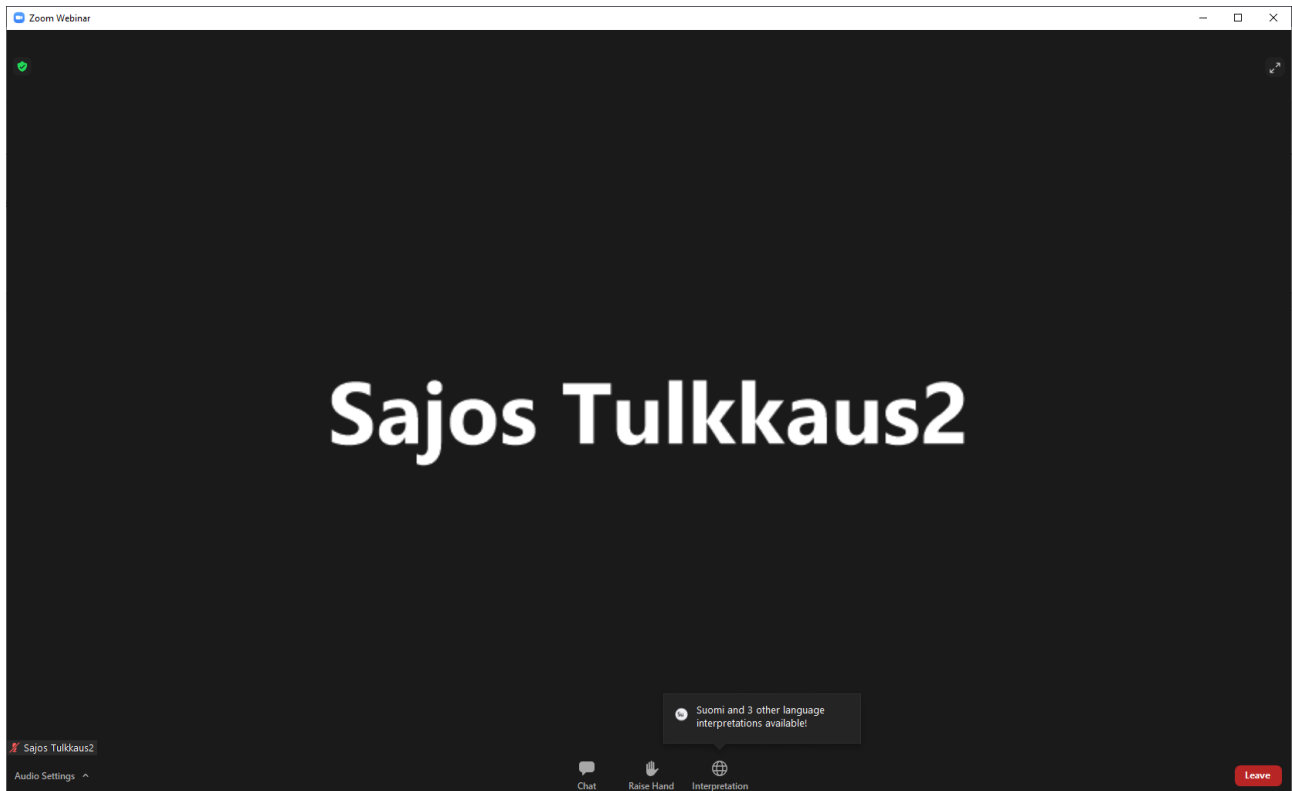 Zoom Webinar
Sajos Tulkkaus2
Suomi and 3 other language
interpretations available!
Sajos Tulkkaus2
Audio Settings
Chat
Raise Hand
Interpretation
Leave